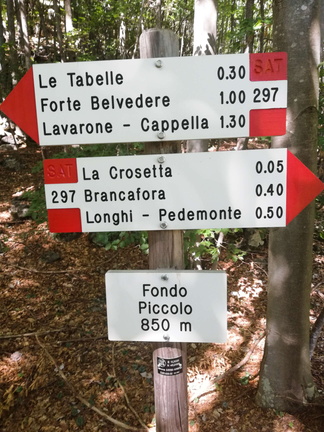 Le Tabelle 0.30 SAT
Forte Belvedere 1.00 297
Lavarone - Cappella 1.30
SAT La Crosetta 0.05
297 Brancafora 0.40
Longhi - Pedemonte 0.50
Fondo
Piccolo
850 m